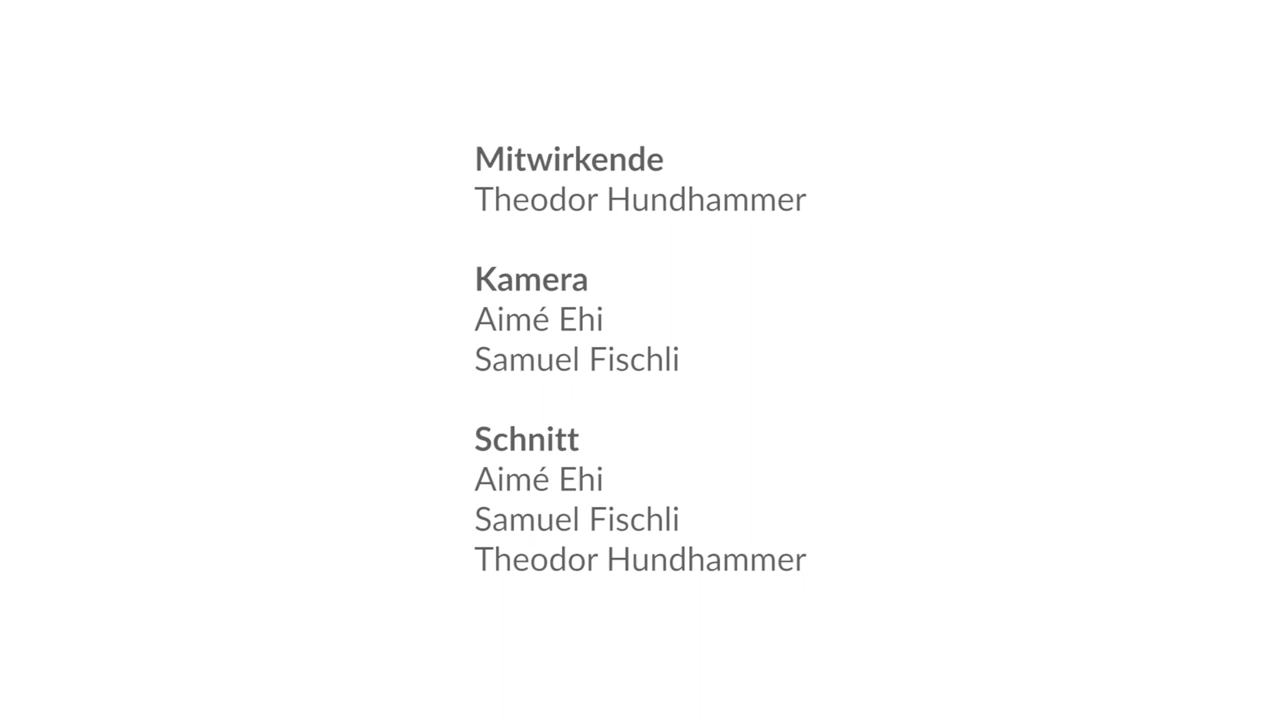 Mitwirkende
Theodor Hundhammer
Kamera
Aimé Ehi
Samuel Fischli
Schnitt
Aimé Ehi
Samuel Fischli
Theodor Hundhammer